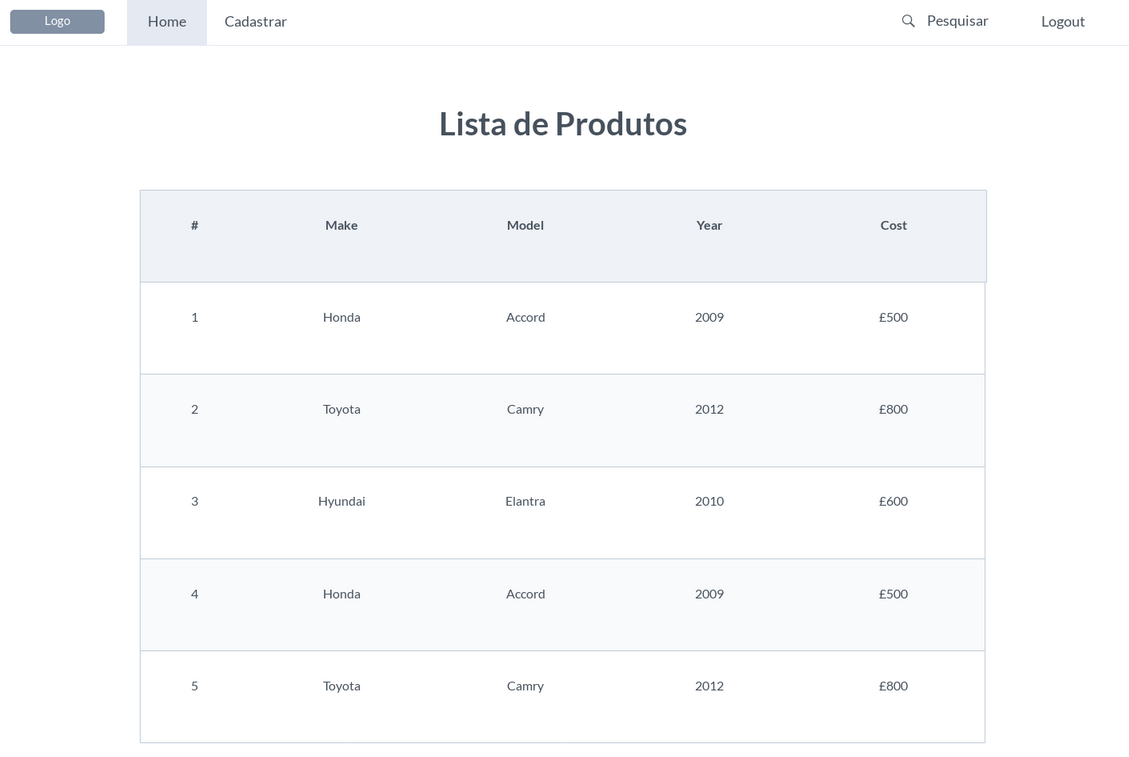 Logo Home Cadastrar Pesquisar Logout
Lista de Produtos
# Make Model Year Cost
1 Honda Accord 2009 £500
2 Toyota Camry 2012 £800
3 Hyundai Elantra 2010 £600
4 Honda Accord 2009 £500
5 Toyota Camry 2012 £800